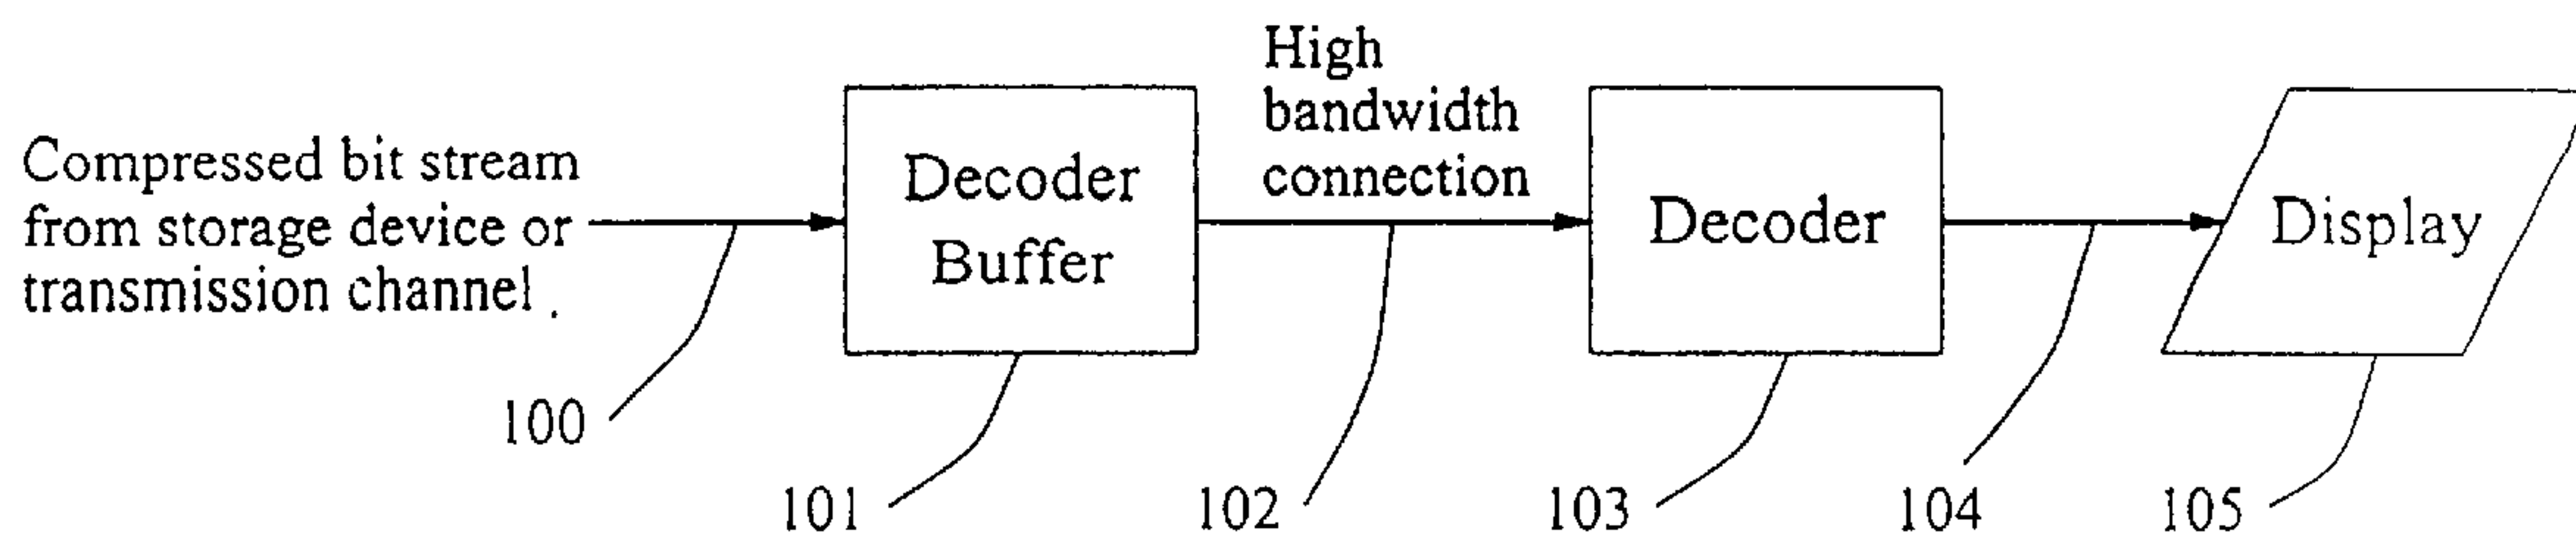 Compressed bit stream
from storage device or
transmission channel .
Decoder
Buffer
High
bandwidth
connection
Decoder
Display
100
101
102
103
104
105